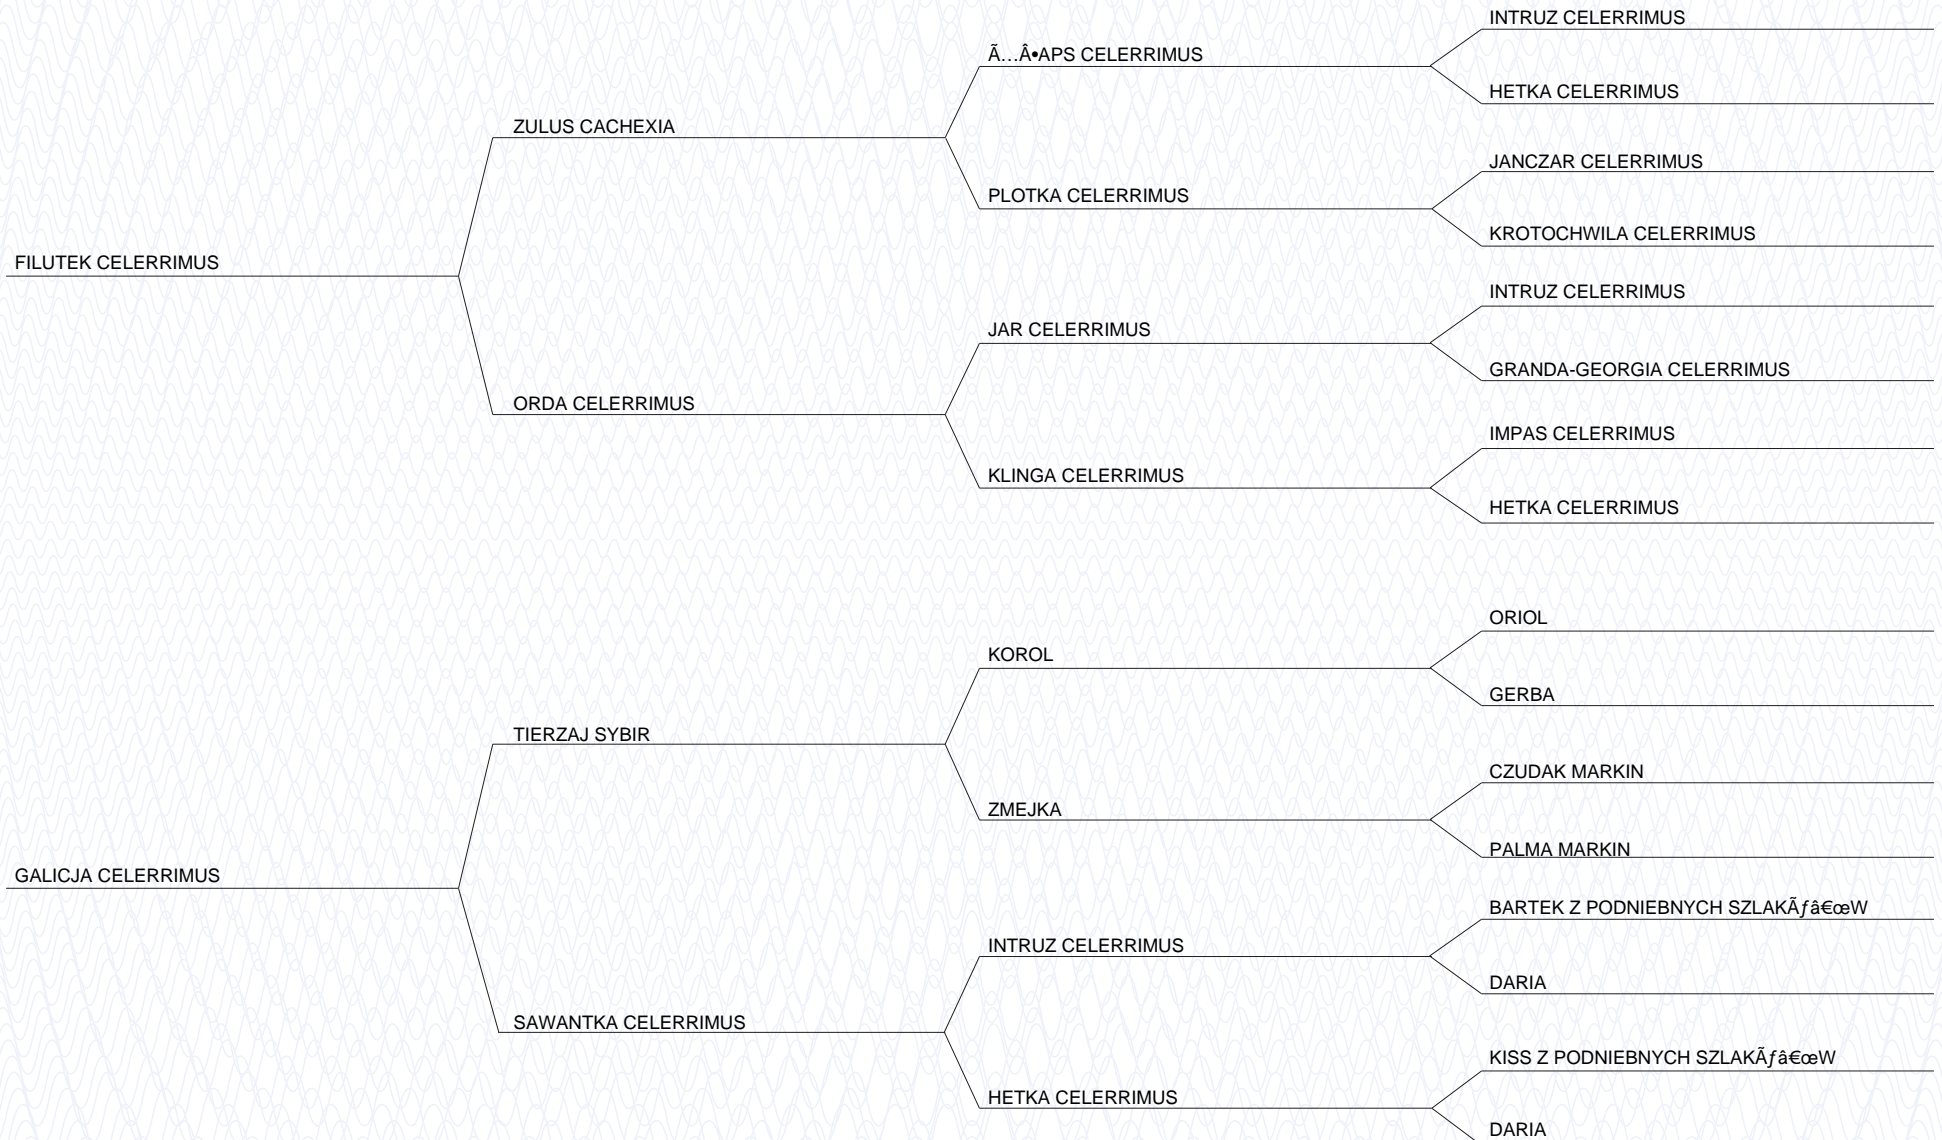 INTRUZ CELERRIMUS
Ã…Â•APS CELERRIMUS
HETKA CELERRIMUS
ZULUS CACHEXIA
JANCZAR CELERRIMUS
PLOTKA CELERRIMUS
KROTOCHWILA CELERRIMUS
FILUTEK CELERRIMUS
INTRUZ CELERRIMUS
JAR CELERRIMUS
GRANDA-GEORGIA CELERRIMUS
ORDA CELERRIMUS
IMPAS CELERRIMUS
KLINGA CELERRIMUS
HETKA CELERRIMUS
ORIOL
KOROL
GERBA
TIERZAJ SYBIR
CZUDAK MARKIN
ZMEJKA
PALMA MARKIN
GALICJA CELERRIMUS
BARTEK Z PODNIEBNYCH SZLAKÃƒâ€œW
INTRUZ CELERRIMUS
DARIA
SAWANTKA CELERRIMUS
KISS Z PODNIEBNYCH SZLAKÃƒâ€œW
HETKA CELERRIMUS
DARIA